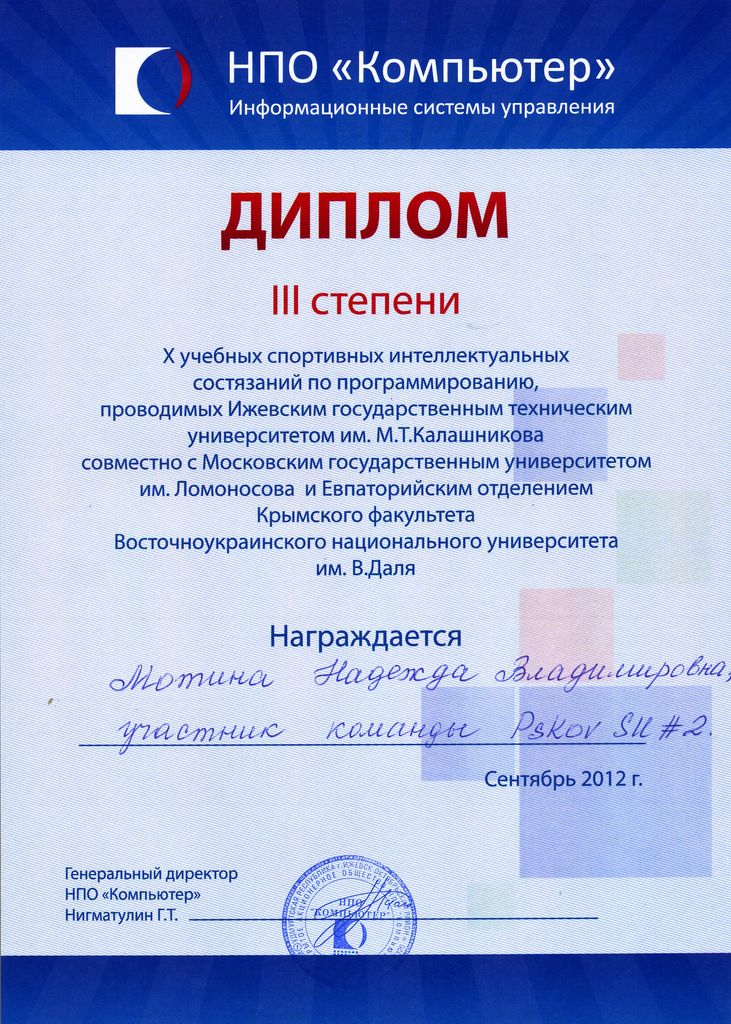 НПО «Компьютер»
Информационные системы управления
ДИПЛОМ
III степени
X учебных спортивных интеллектуальных
состязаний по программированию,
проводимых Ижевским государственным техническим
университетом им. М.Т.Калашникова
совместно с Московским государственным университетом
им. Ломоносова и Евпаторийским отделением
Крымского факультета
Восточноукраинского национального университета
им. В.Даля
Награждается
Мотина Надежда Владимировна,
участник команды Pskov SU #2.
Сентябрь 2012 г.
Генеральный директор
НПО «Компьютер»
Нигматулин Г.Т.
НПО
"КОМПЬЮТЕР"